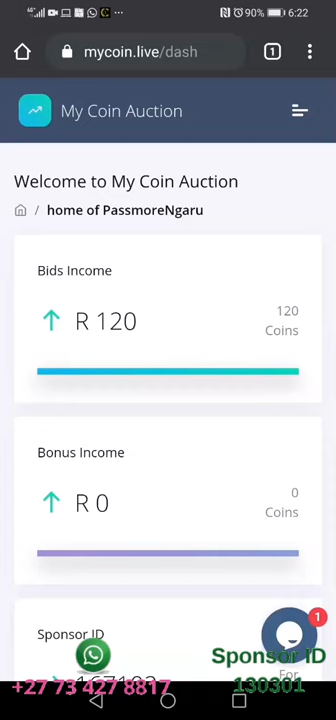 4G
90%
6:22
mycoin.live/dash
1
My Coin Auction
Welcome to My Coin Auction
/ home of PassmoreNgaru
Bids Income
R 120
120
Coins
Bonus Income
R 0
0
Coins
1
Sponsor ID
Sponsor ID
130301
For
+27 73 427 8817